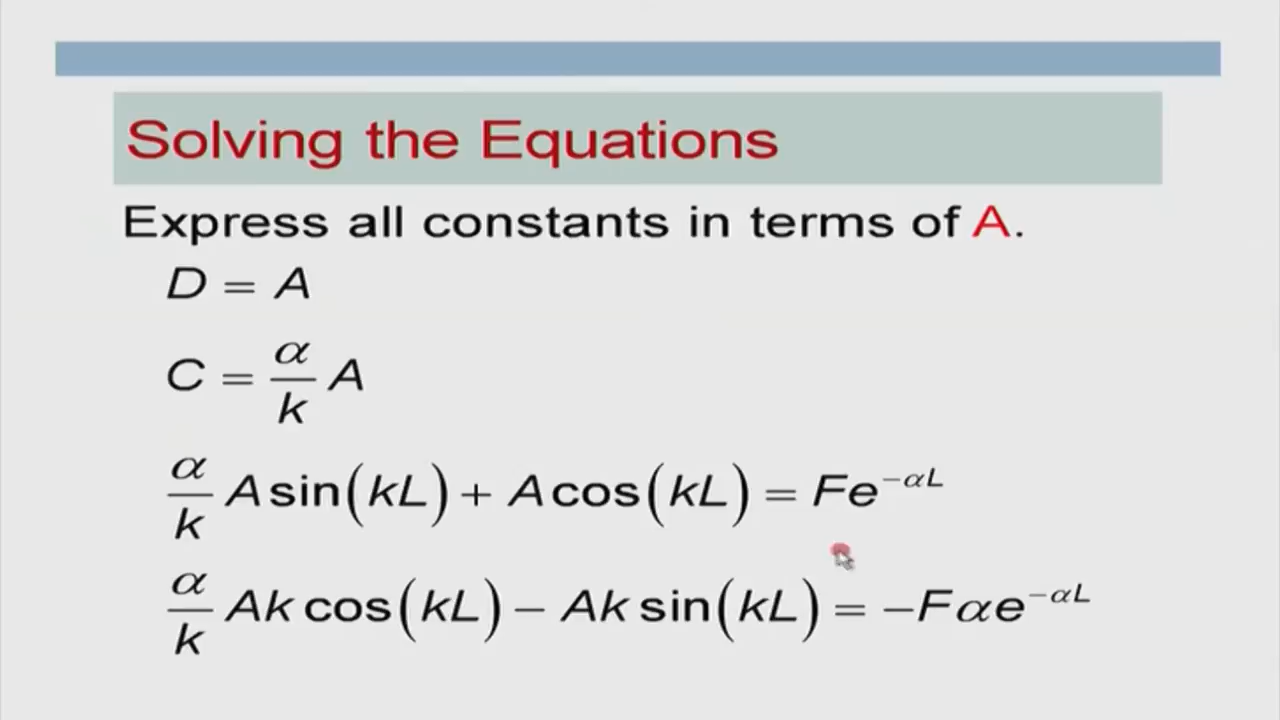 Solving the Equations
Express all constants in terms of A.
D = A
C = α/k A
α/k A sin(kL) + A cos(kL) = Fe^{−αL}
α/k Ak cos(kL) − Ak sin(kL) = −Fαe^{−αL}